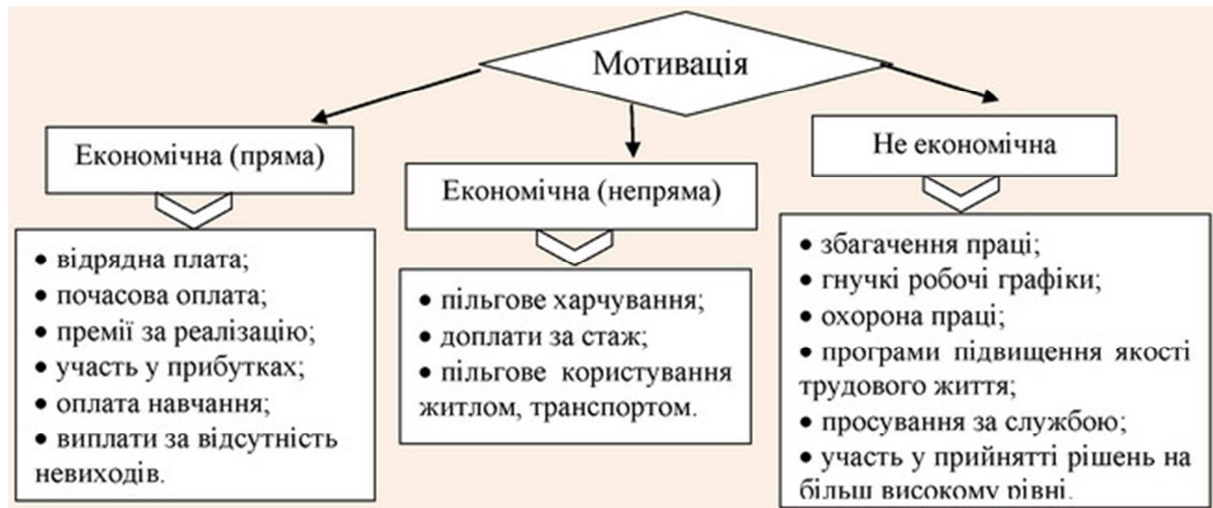 Мотивація
Економічна (пряма)
• відрядна плата;
• почасова оплата;
• премії за реалізацію;
• участь у прибутках;
• оплата навчання;
• виплати за відсутність
невиходів.
Економічна (непряма)
• пільгове харчування;
• доплати за стаж;
• пільгове користування
житлом, транспортом.
Не економічна
• збагачення праці;
• гнучкі робочі графіки;
• охорона праці;
• програми підвищення якості
трудового життя;
• просування за службою;
• участь у прийнятті рішень на
більш високому рівні.